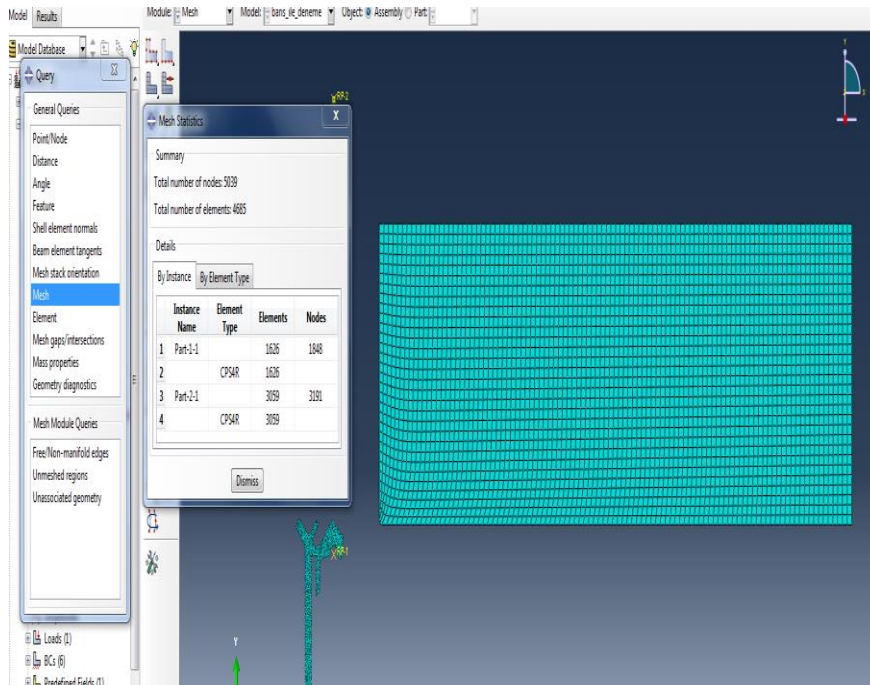 Model Results
Module: Mesh Model: bans_ile_deneme Object: Assembly Part:
Model Database
Query
General Queries
Point/Node
Distance
Angle
Feature
Shell element normals
Beam element tangents
Mesh stack orientation
Mesh
Element
Mesh gaps/intersections
Mass properties
Geometry diagnostics
Mesh Module Queries
Free/Non-manifold edges
Unmeshed regions
Unassociated geometry
Loads (1)
BCs (6)
Predefined Fields (1)
Mesh Statistics X
Summary
Total number of nodes: 5039
Total number of elements: 4685
Details
By Instance By Element Type
Instance Name Element Type Elements Nodes
1 Part-1-1 1626 1848
2 CPS4R 1626
3 Part-2-1 3059 3191
4 CPS4R 3059
Dismiss
RP-2
RP-1
Y
Y
X